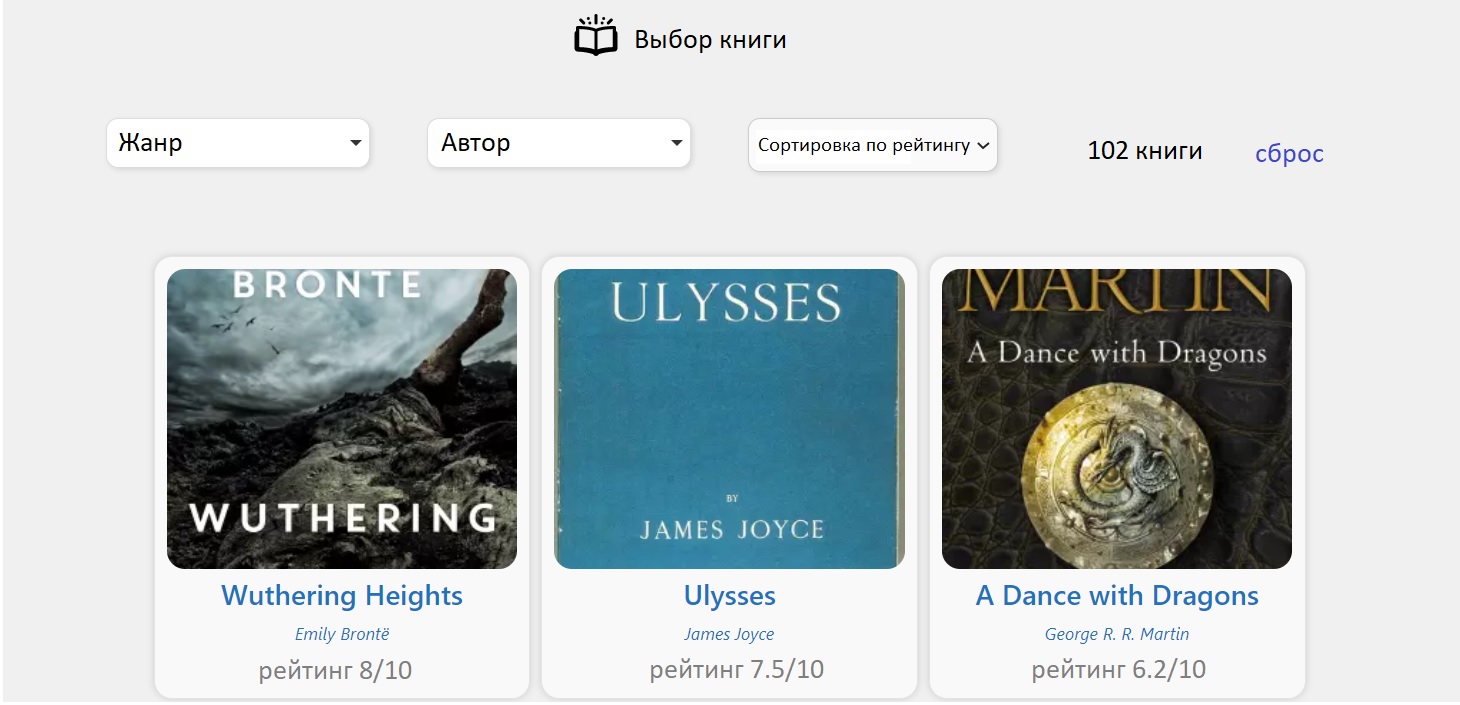 Выбор книги
Жанр
Автор
Сортировка по рейтингу
102 книги
сброс
BRONTE
WUTHERING
ULYSSES
BY
JAMES JOYCE
MARTIN
A Dance with Dragons
Wuthering Heights
Emily Brontë
рейтинг 8/10
Ulysses
James Joyce
рейтинг 7.5/10
A Dance with Dragons
George R. R. Martin
рейтинг 6.2/10